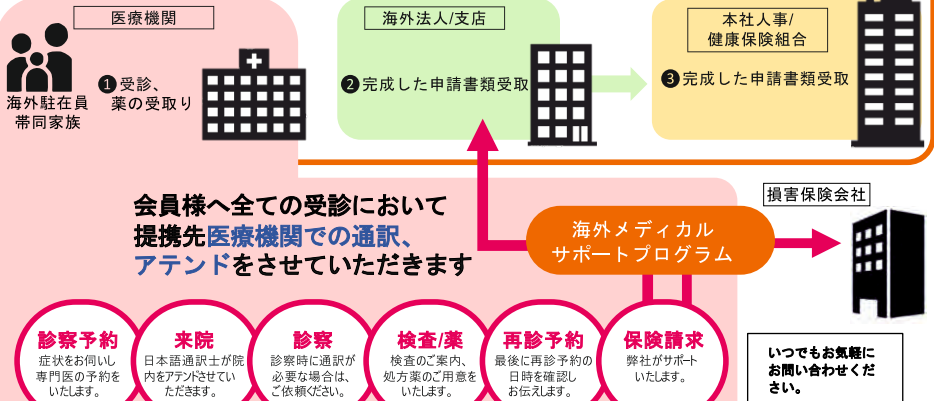 医療機関
海外法人/支店
本社人事/
健康保険組合
❶受診、
薬の受取り
海外駐在員
帯同家族
❷完成した申請書類受取
❸完成した申請書類受取
会員様へ全ての受診において
提携先医療機関での通訳、
アテンドをさせていただきます
海外メディカル
サポートプログラム
損害保険会社
診察予約
症状をお伺いし
専門医の予約を
いたします。
来院
日本語通訳士が院
内をアテンドさせてい
ただきます。
診察
診察時に通訳が
必要な場合は、
ご依頼ください。
検査/薬
検査のご案内、
処方薬のご用意を
いたします。
再診予約
最後に再診予約の
日時を確認し
お伝えします。
保険請求
弊社がサポート
いたします。
いつでもお気軽に
お問い合わせくだ
さい。